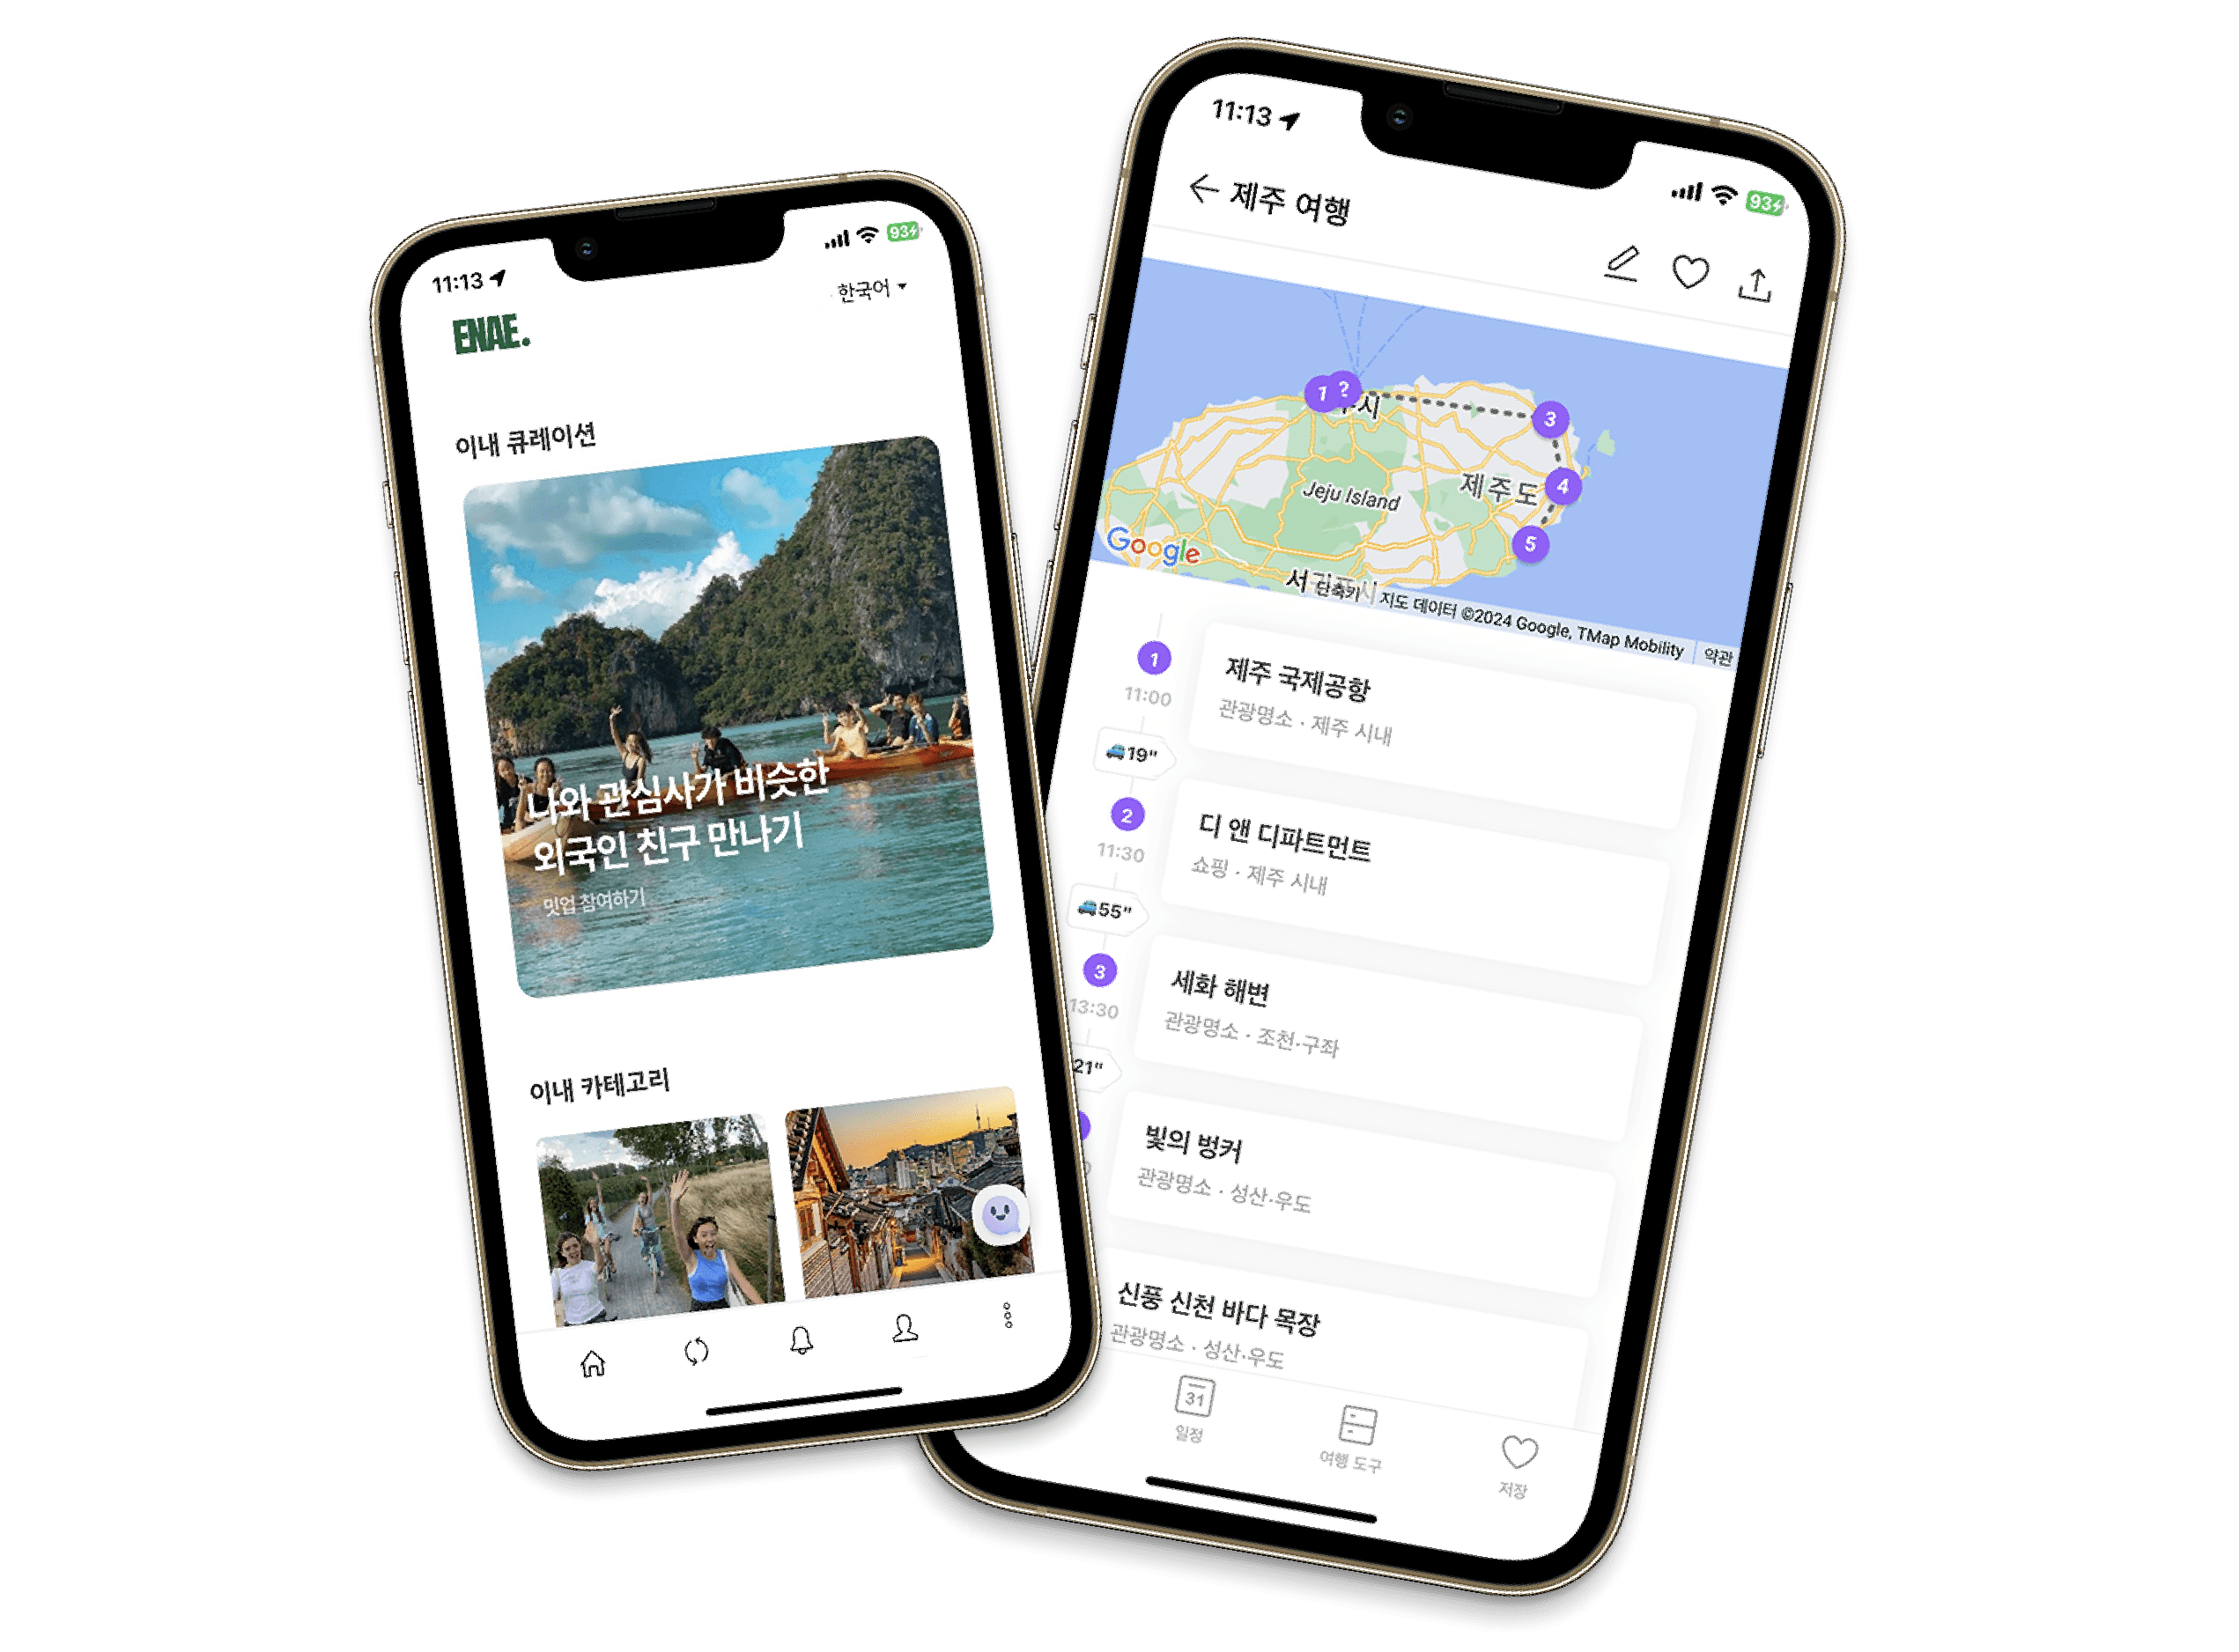 11:13
93
한국어
ENAE.
이내 큐레이션
나와 관심사가 비슷한
외국인 친구 만나기
밋업 참여하기
이내 카테고리
11:13
93
제주 여행
1
?
3
제주도
4
Jeju Island
5
Google
단축키
지도 데이터 ©2024 Google, TMap Mobility
약관
1
제주 국제공항
11:00
관광명소 · 제주 시내
19"
2
디 앤 디파트먼트
11:30
쇼핑 · 제주 시내
55"
3
세화 해변
13:30
관광명소 · 조천·구좌
21"
빛의 벙커
관광명소 · 성산·우도
신풍 신천 바다 목장
관광명소 · 성산·우도
31
일정
여행 도구
저장